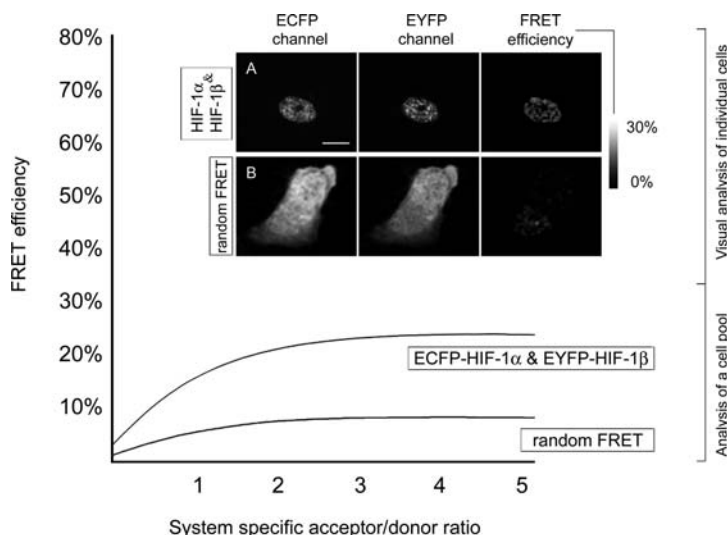 ECFP channel
EYFP channel
FRET efficiency
80%
70%
60%
50%
40%
30%
20%
10%
FRET efficiency
HIF-1α & HIF-1β
A
random FRET
B
30%
0%
Visual analysis of individual cells
Analysis of a cell pool
ECFP-HIF-1α & EYFP-HIF-1β
random FRET
1 2 3 4 5
System specific acceptor/donor ratio